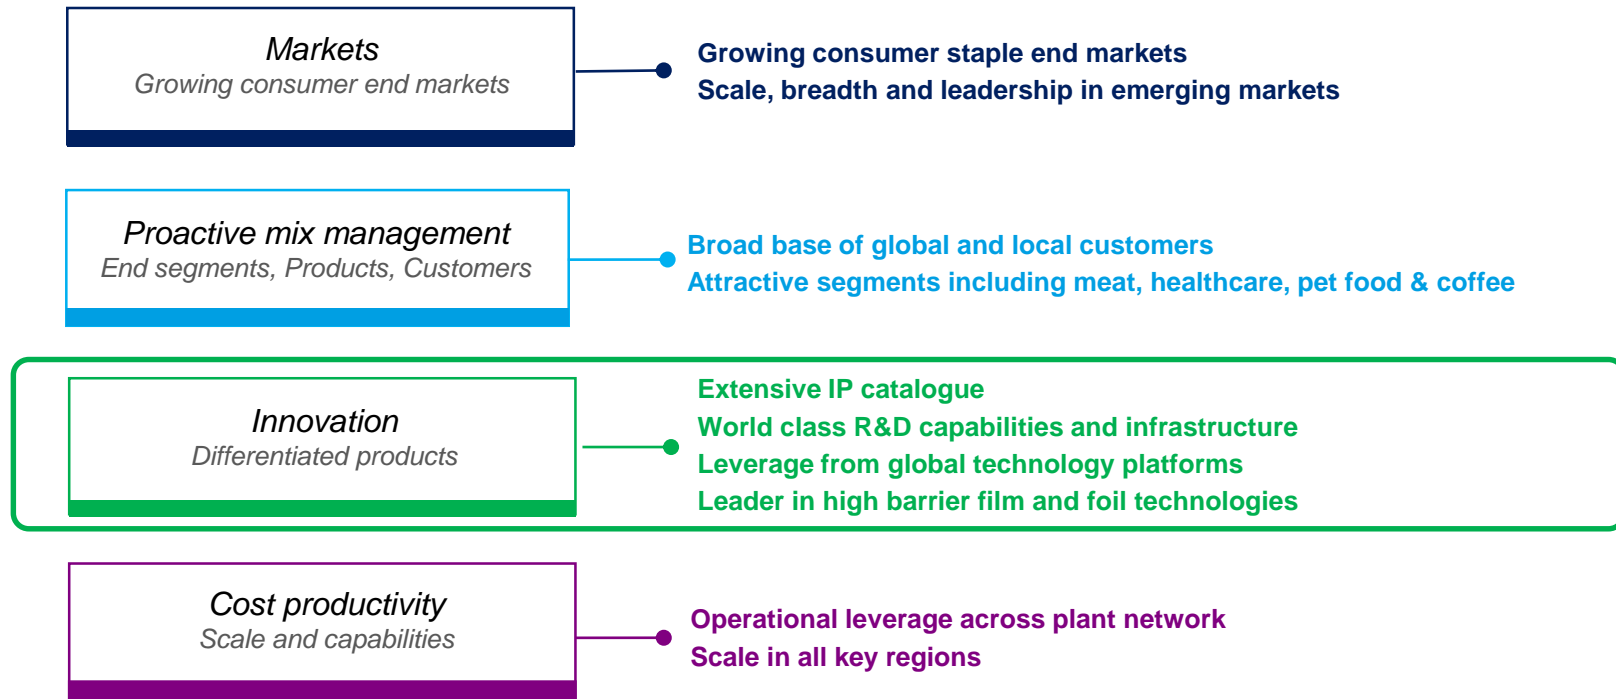 Markets
Growing consumer end markets
Growing consumer staple end markets
Scale, breadth and leadership in emerging markets
Proactive mix management
End segments, Products, Customers
Broad base of global and local customers
Attractive segments including meat, healthcare, pet food & coffee
Innovation
Differentiated products
Extensive IP catalogue
World class R&D capabilities and infrastructure
Leverage from global technology platforms
Leader in high barrier film and foil technologies
Cost productivity
Scale and capabilities
Operational leverage across plant network
Scale in all key regions